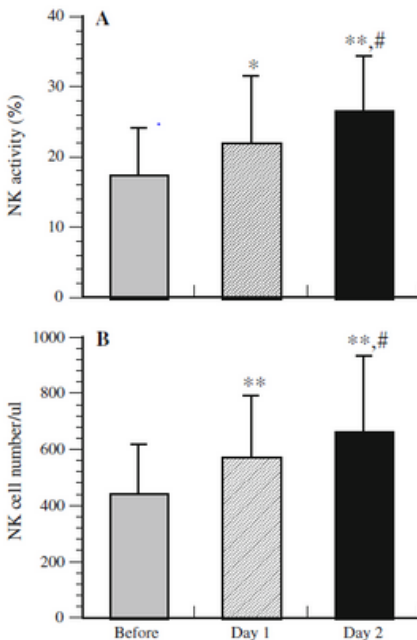 A
NK activity (%)
40
30
20
10
0
*
**,#
B
NK cell number/ul
1000
800
600
400
200
0
**
**,#
Before
Day 1
Day 2